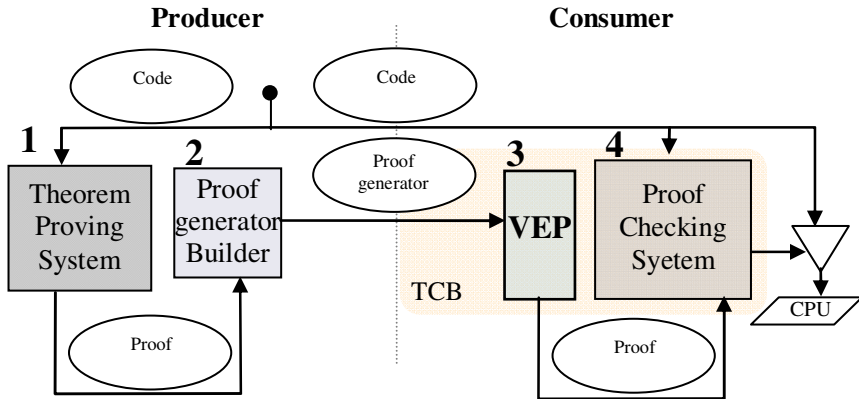 Producer
Consumer
Code
Code
1
2
Proof
generator
3
4
Theorem
Proving
System
Proof
generator
Builder
VEP
Proof
Checking
Syetem
TCB
CPU
Proof
Proof